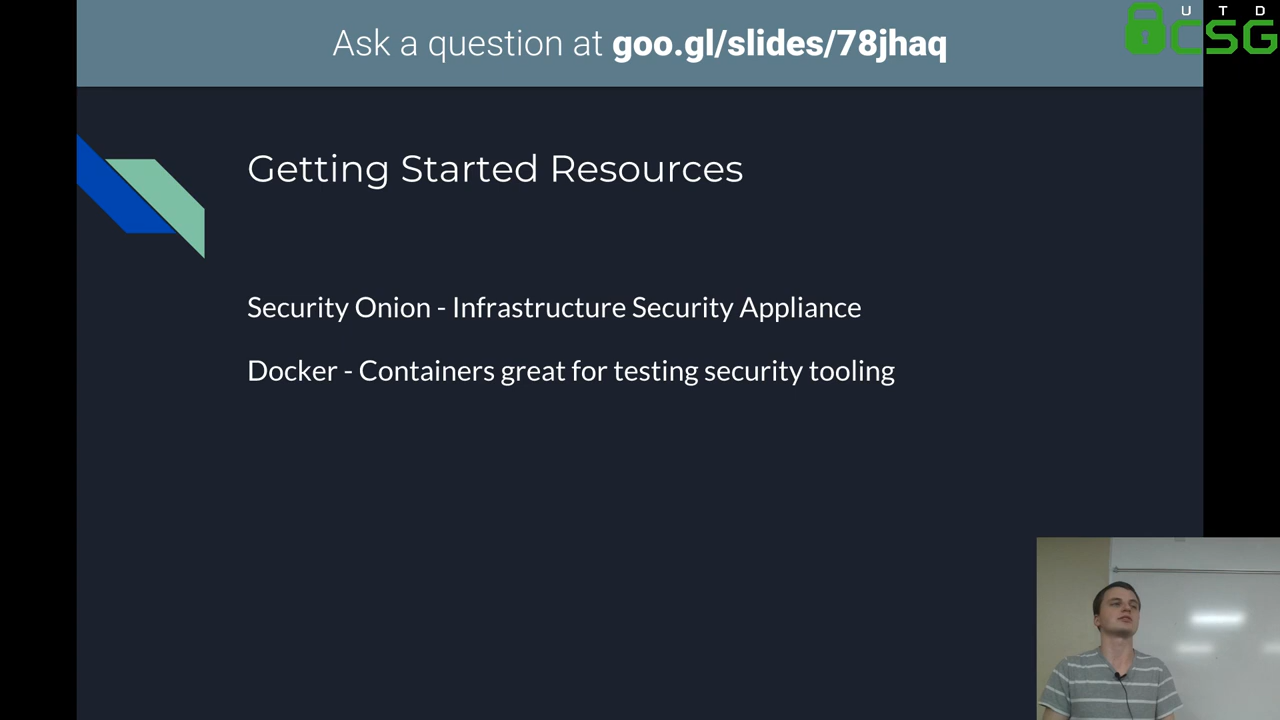 Ask a question at goo.gl/slides/78jhaq
UTD
CSG
Getting Started Resources
Security Onion - Infrastructure Security Appliance
Docker - Containers great for testing security tooling